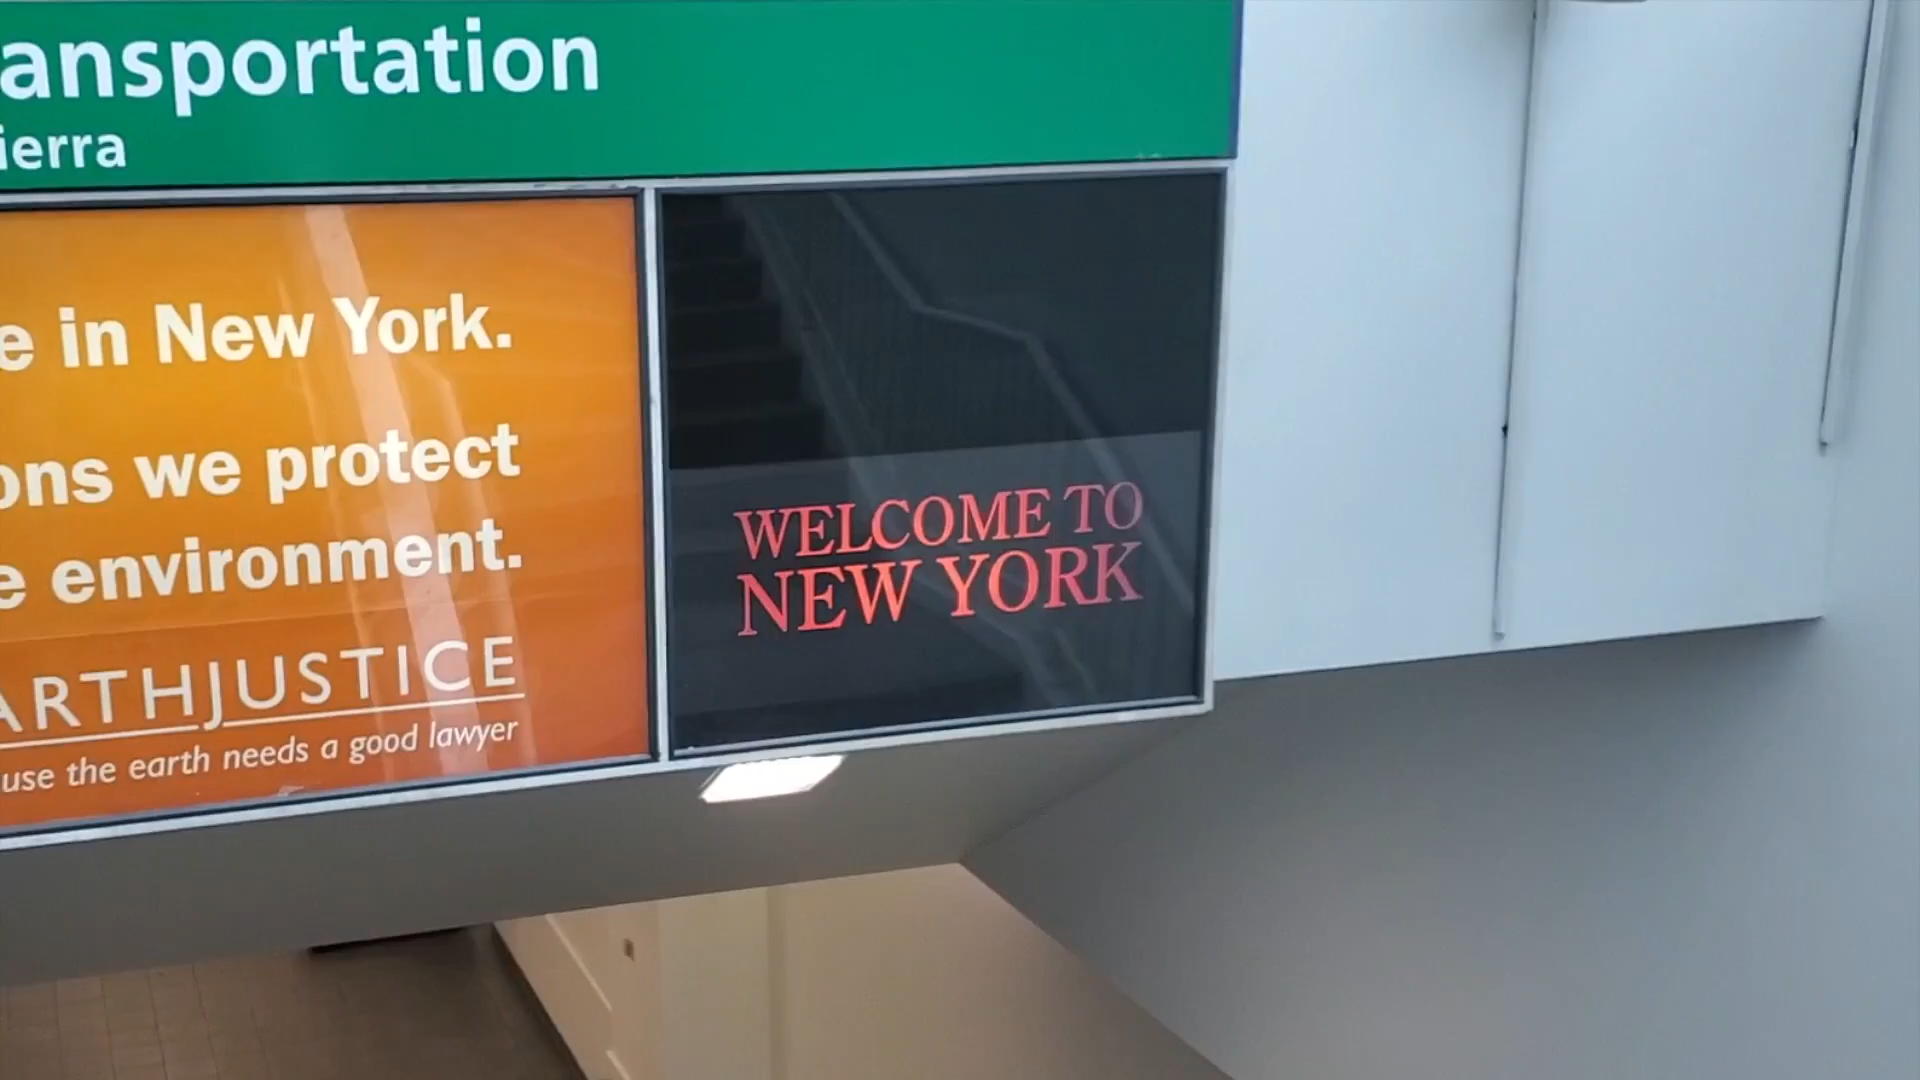 ansportation
ierra
e in New York.
ons we protect
e environment.
ARTHJUSTICE
use the earth needs a good lawyer
WELCOME TO
NEW YORK